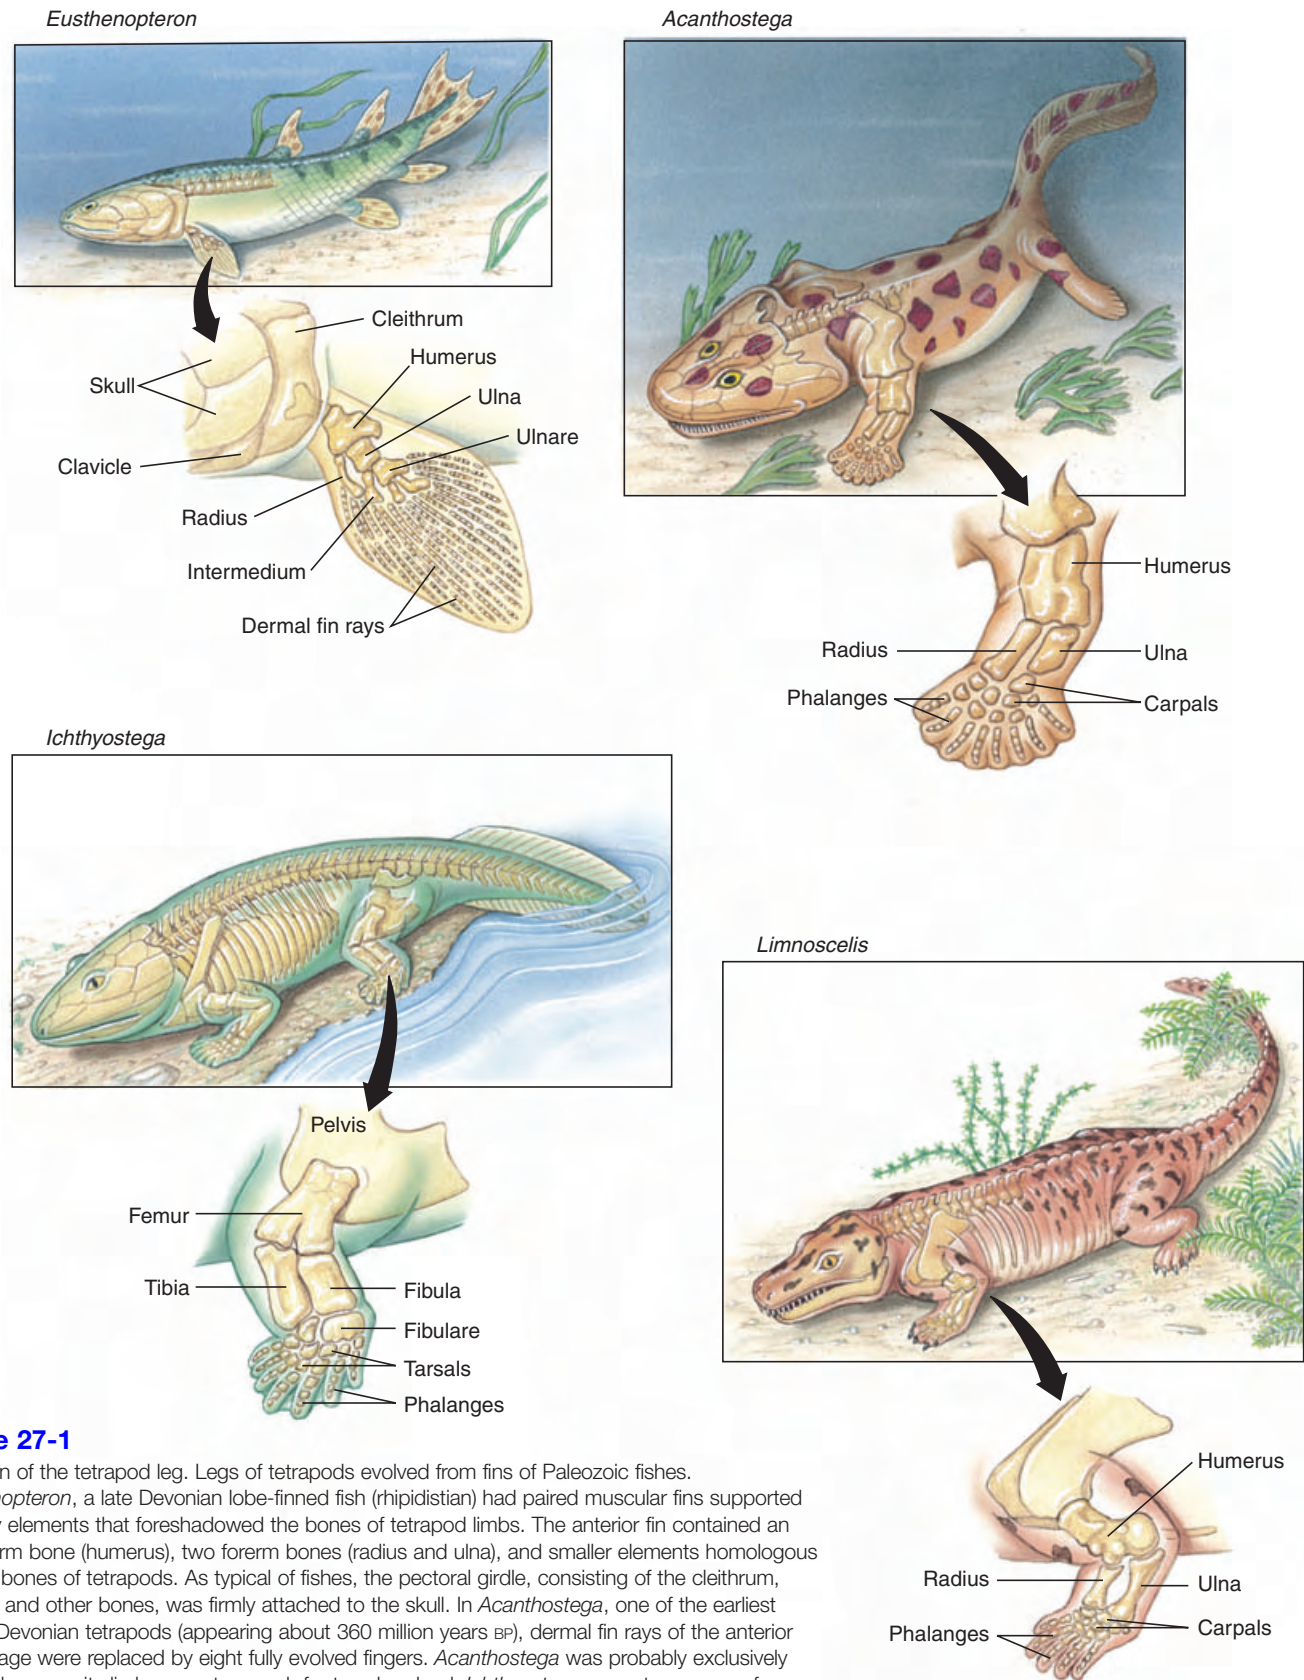 Eusthenopteron
Cleithrum
Humerus
Skull
Ulna
Ulnare
Clavicle
Radius
Intermedium
Dermal fin rays
Acanthostega
Humerus
Radius
Ulna
Phalanges
Carpals
Ichthyostega
Pelvis
Femur
Tibia
Fibula
Fibulare
Tarsals
Phalanges
Limnoscelis
Humerus
Radius
Ulna
Phalanges
Carpals
e 27-1
n of the tetrapod leg. Legs of tetrapods evolved from fins of Paleozoic fishes.
nopteron, a late Devonian lobe-finned fish (rhipidistian) had paired muscular fins supported
y elements that foreshadowed the bones of tetrapod limbs. The anterior fin contained an
rm bone (humerus), two forerm bones (radius and ulna), and smaller elements homologous
bones of tetrapods. As typical of fishes, the pectoral girdle, consisting of the cleithrum,
and other bones, was firmly attached to the skull. In Acanthostega, one of the earliest
Devonian tetrapods (appearing about 360 million years BP), dermal fin rays of the anterior
age were replaced by eight fully evolved fingers. Acanthostega was probably exclusively